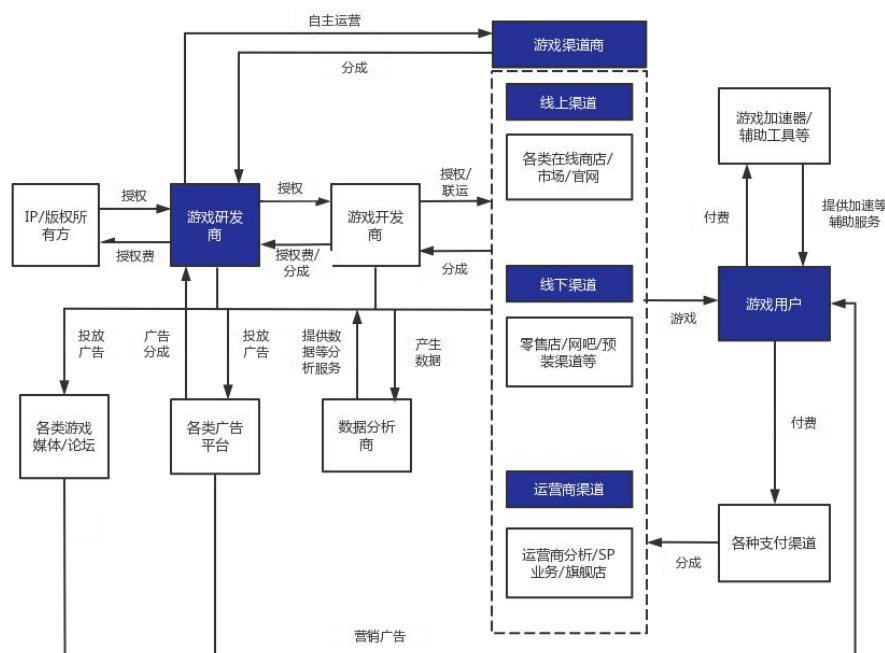 自主运营
游戏渠道商
分成
线上渠道
游戏加速器/
辅助工具等
各类在线商店/
市场/官网
授权/
联运
授权
授权
IP/版权所
有方
游戏研发
商
游戏开发
商
付费
提供加速等
辅助服务
授权费
授权费/
分成
分成
线下渠道
游戏用户
游戏
投放
广告
广告
分成
投放
广告
提供数
据等分
析服务
产生
数据
零售店/网吧/预
装渠道等
各类游戏
媒体/论坛
各类广告
平台
数据分析
商
付费
运营商渠道
运营商分析/SP
业务/旗舰店
分成
各种支付渠道
营销广告